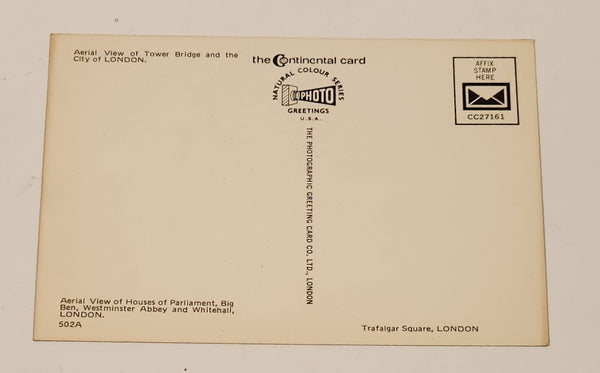 Aerial View of Tower Bridge and the
City of LONDON.
the Continental card
NATURAL COLOUR SERIES
PHOTO
GREETINGS
U.S.A.
AFFIX
STAMP
HERE
CC27161
THE PHOTOGRAPHIC GREETING CARD CO. LTD., LONDON
Aerial View of Houses of Parliament, Big
Ben, Westminster Abbey and Whitehall,
LONDON.
502A
Trafalgar Square, LONDON